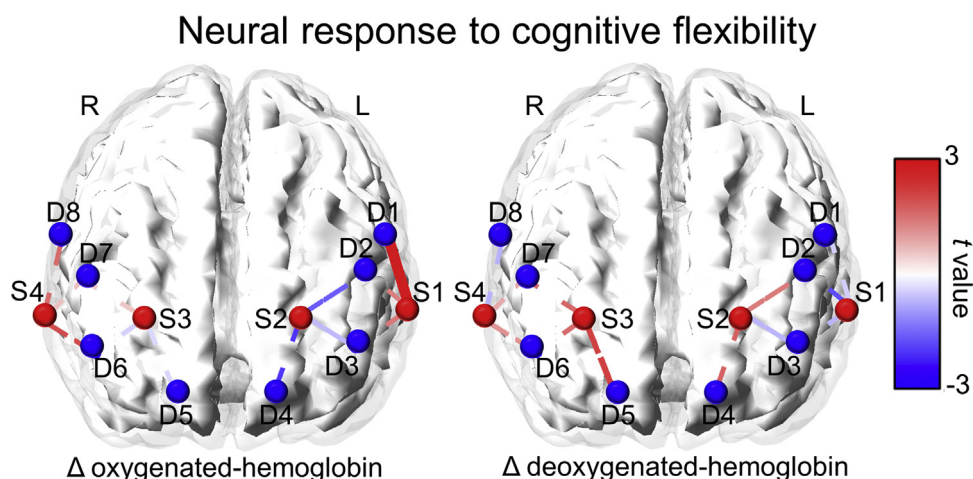 Neural response to cognitive flexibility
R
L
D8
D7
S4
D6
S3
D5
D1
D2
S1
S2
D3
D4
Δ oxygenated-hemoglobin
R
L
D8
D7
S4
D6
S3
D5
D1
D2
S1
S2
D3
D4
Δ deoxygenated-hemoglobin
3
t value
-3